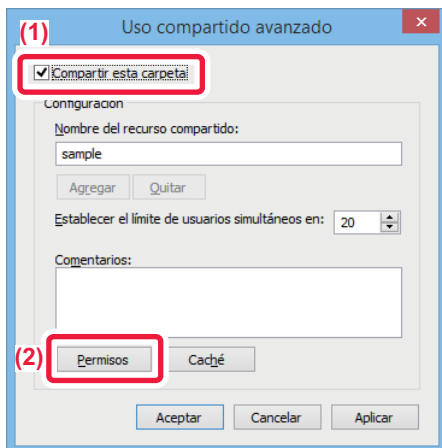 Uso compartido avanzado
(1)
Compartir esta carpeta
Configuración
Nombre del recurso compartido:
sample
Agregar Quitar
Establecer el límite de usuarios simultáneos en: 20
Comentarios:
(2)
Permisos Caché
Aceptar Cancelar Aplicar